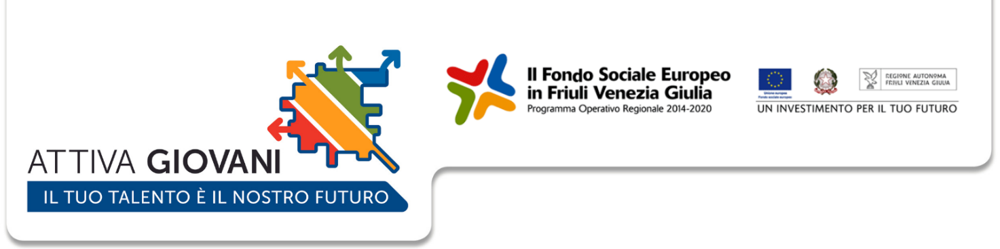 ATTIVA GIOVANI
IL TUO TALENTO È IL NOSTRO FUTURO
Il Fondo Sociale Europeo
in Friuli Venezia Giulia
Programma Operativo Regionale 2014-2020
Unione europea
Fondo sociale europeo
REGIONE AUTONOMA
FRIULI VENEZIA GIULIA
UN INVESTIMENTO PER IL TUO FUTURO